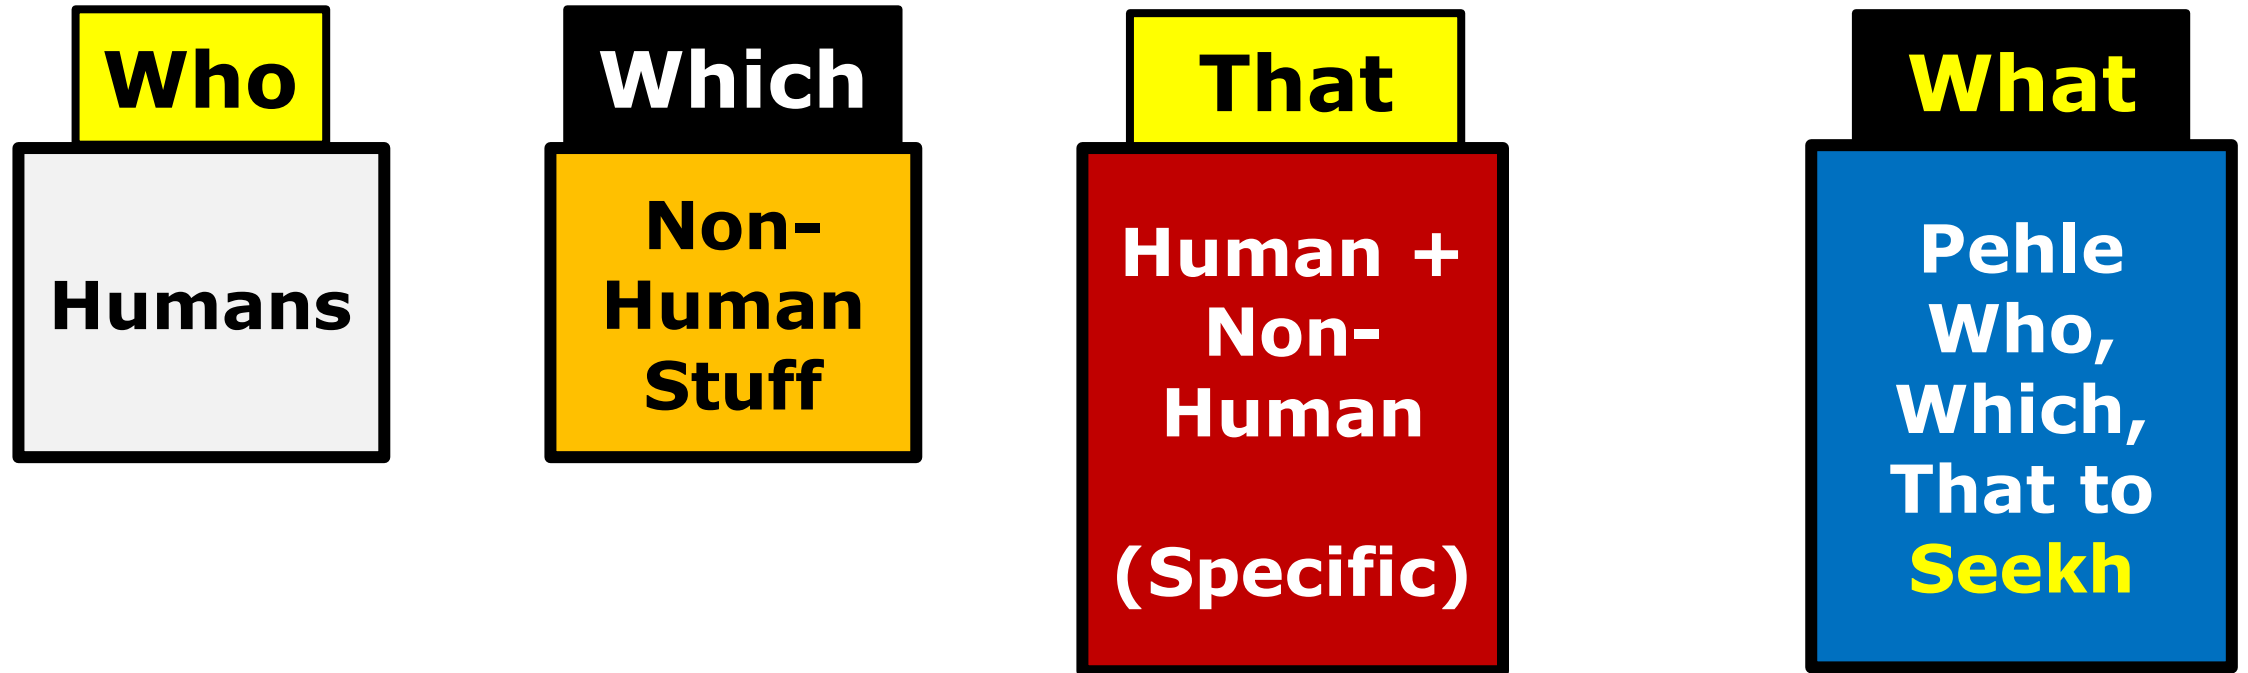 Who
Humans
Which
Non-
Human
Stuff
That
Human +
Non-
Human
(Specific)
What
Pehle
Who,
Which,
That to
Seekh